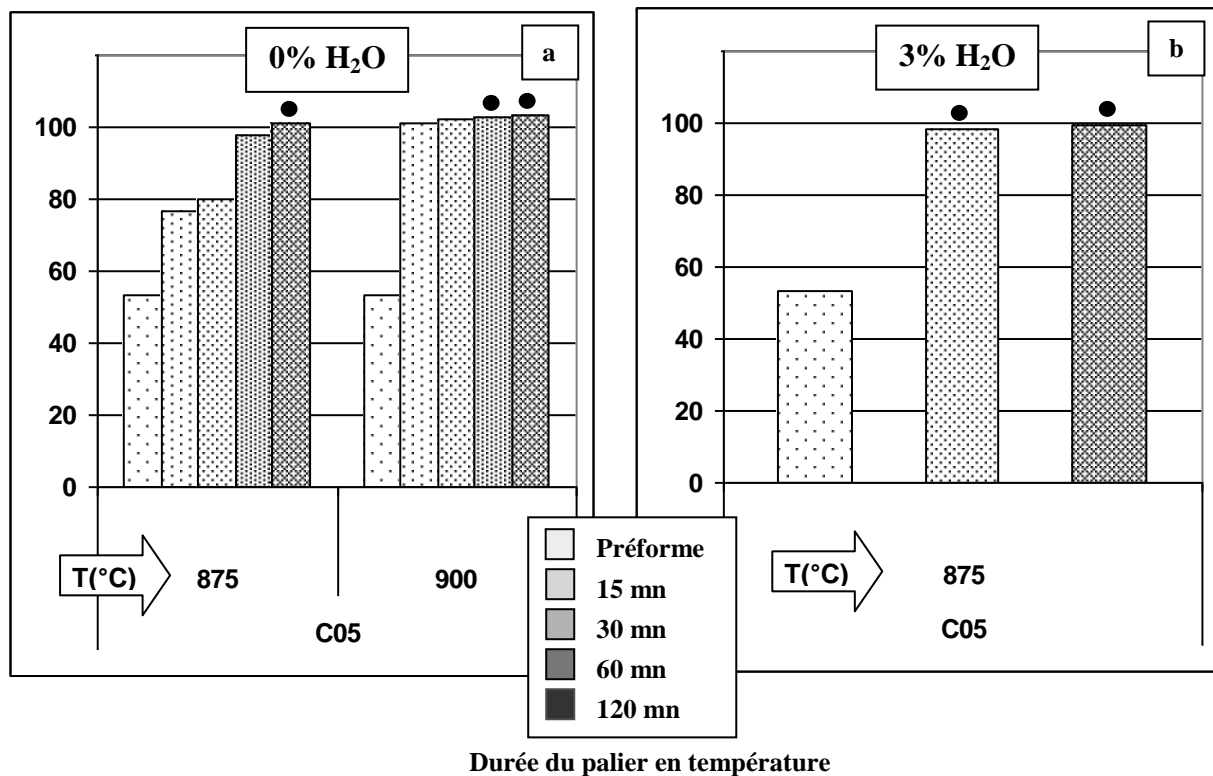 0% H₂O
a
100
80
60
40
20
0
T(°C)
875
900
C05
3% H₂O
b
100
80
60
40
20
0
T(°C)
875
C05
Préforme
15 mn
30 mn
60 mn
120 mn
Durée du palier en température